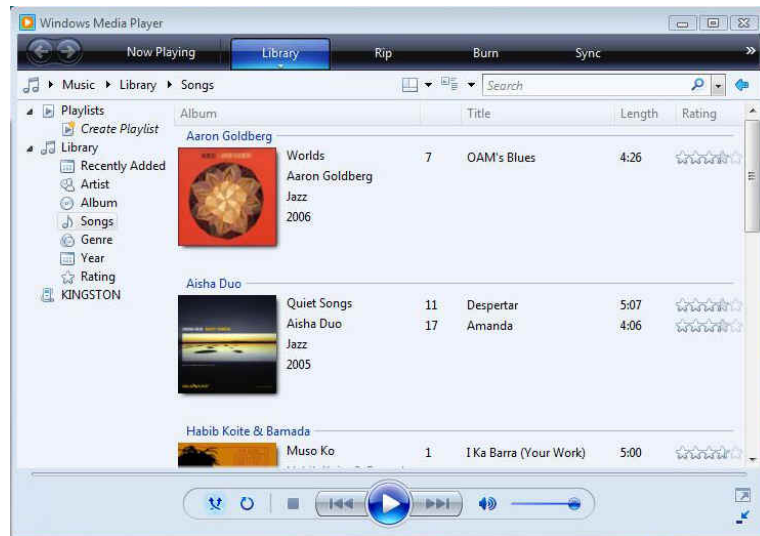 Windows Media Player
Now Playing Library Rip Burn Sync »
Music Library Songs Search
Playlists
Create Playlist
Library
Recently Added
Artist
Album
Songs
Genre
Year
Rating
KINGSTON
Album Title Length Rating
Aaron Goldberg
Worlds 7 OAM's Blues 4:26
Aaron Goldberg
Jazz
2006
Aisha Duo
Quiet Songs 11 Despertar 5:07
Aisha Duo 17 Amanda 4:06
Jazz
2005
Habib Koite & Bamada
Muso Ko 1 I Ka Barra (Your Work) 5:00